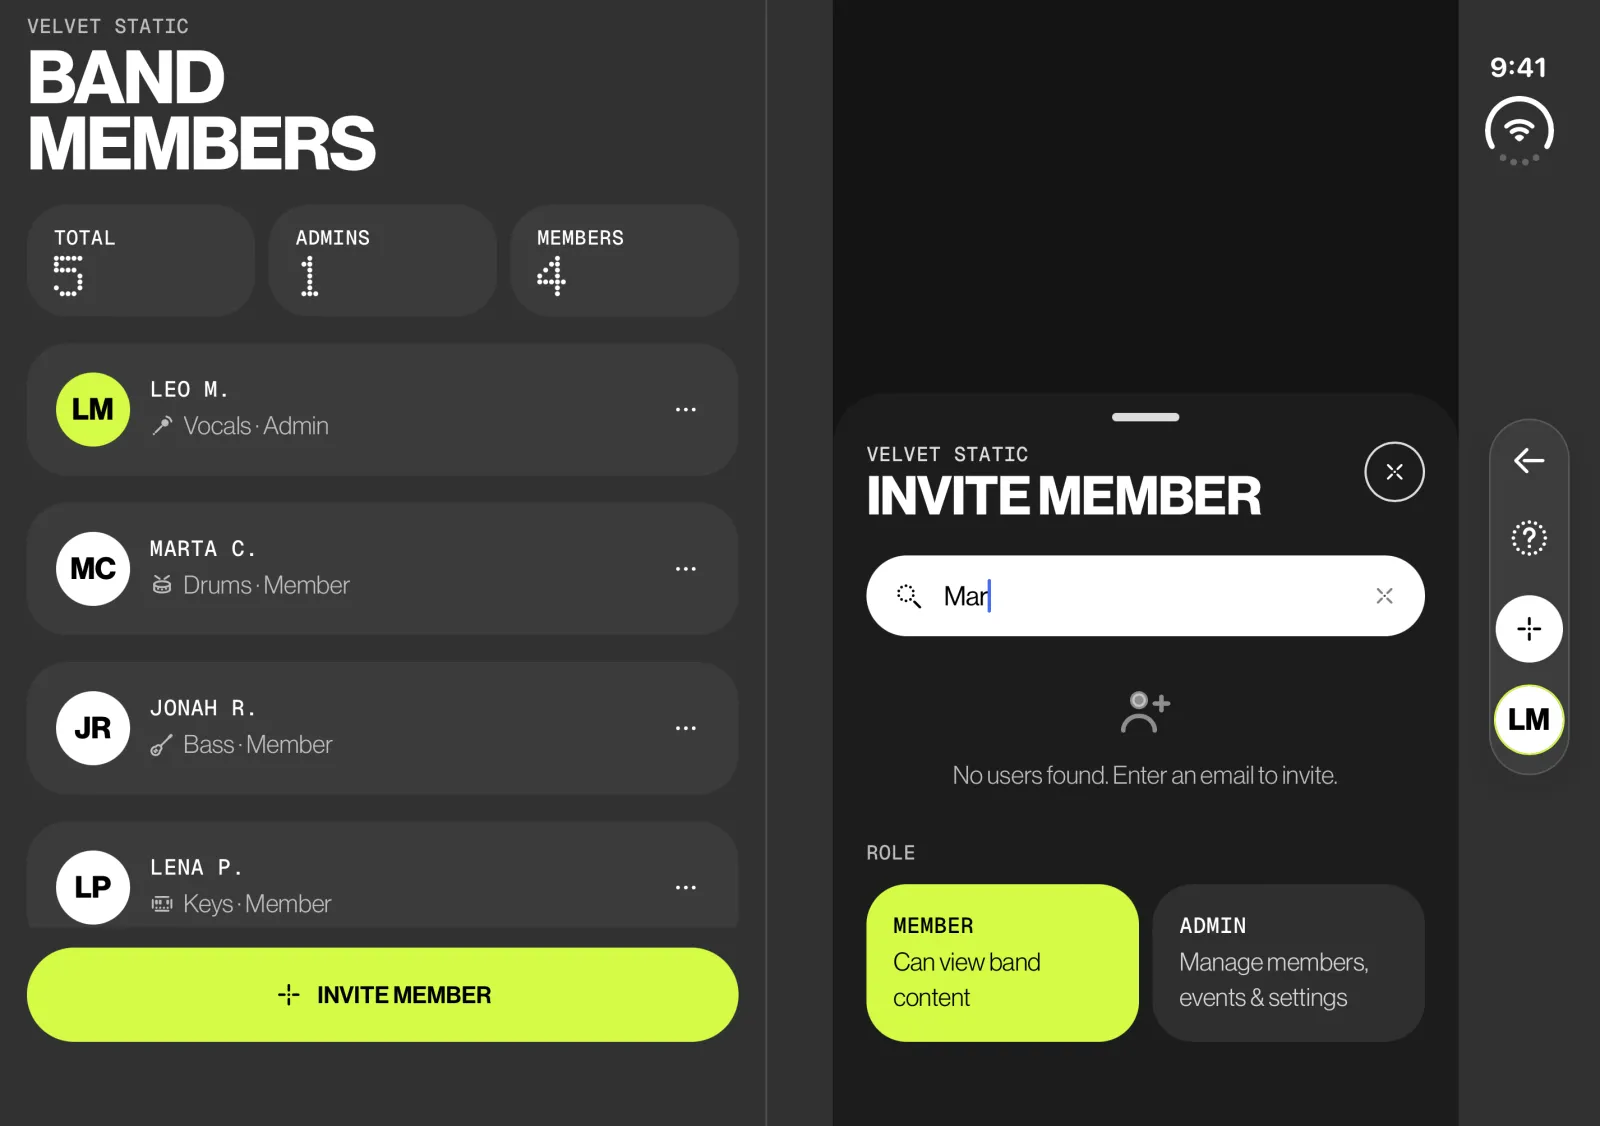 VELVET STATIC
BAND
MEMBERS
TOTAL
5
ADMINS
1
MEMBERS
4
LM
LEO M.
Vocals · Admin
MC
MARTA C.
Drums · Member
JR
JONAH R.
Bass · Member
LP
LENA P.
Keys · Member
INVITE MEMBER
VELVET STATIC
INVITE MEMBER
Mar
No users found. Enter an email to invite.
ROLE
MEMBER
Can view band
content
ADMIN
Manage members,
events & settings
9:41
?
LM